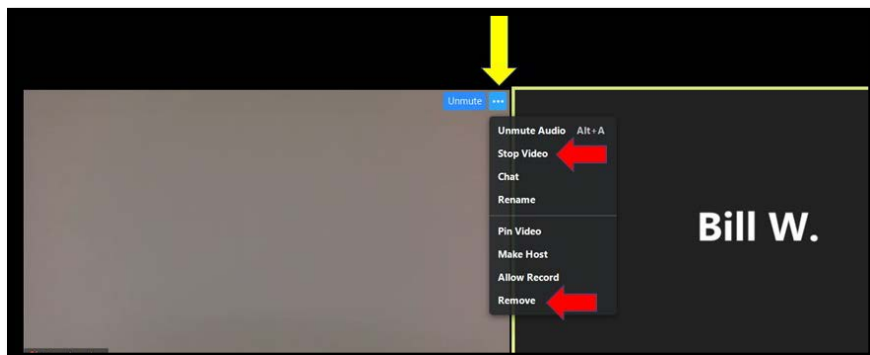 Unmute ...
Unmute Audio Alt+A
Stop Video
Chat
Rename
Pin Video
Make Host
Allow Record
Remove
Bill W.